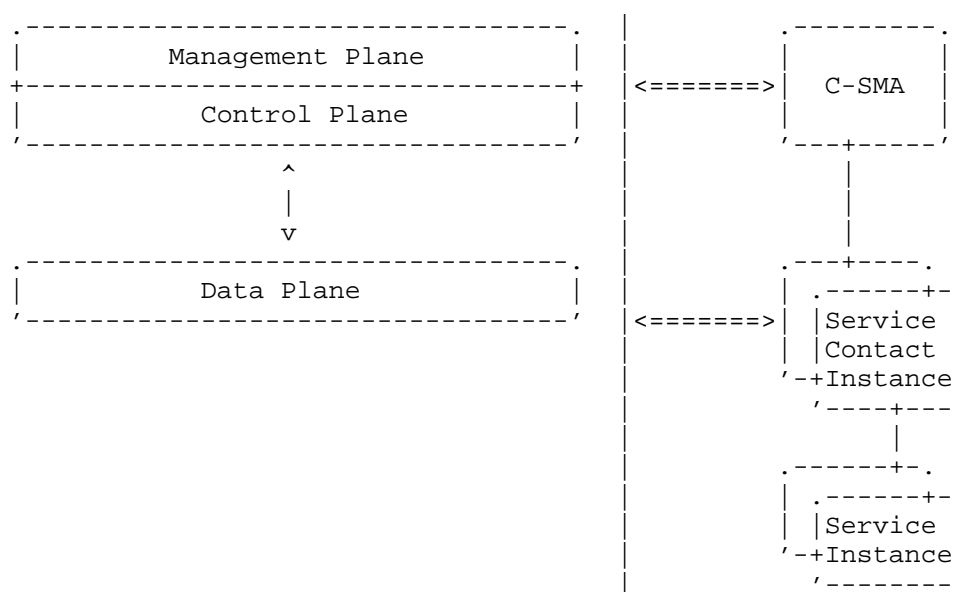 Management Plane
C-SMA
Control Plane
Data Plane
Service
Contact
Instance
Service
Instance